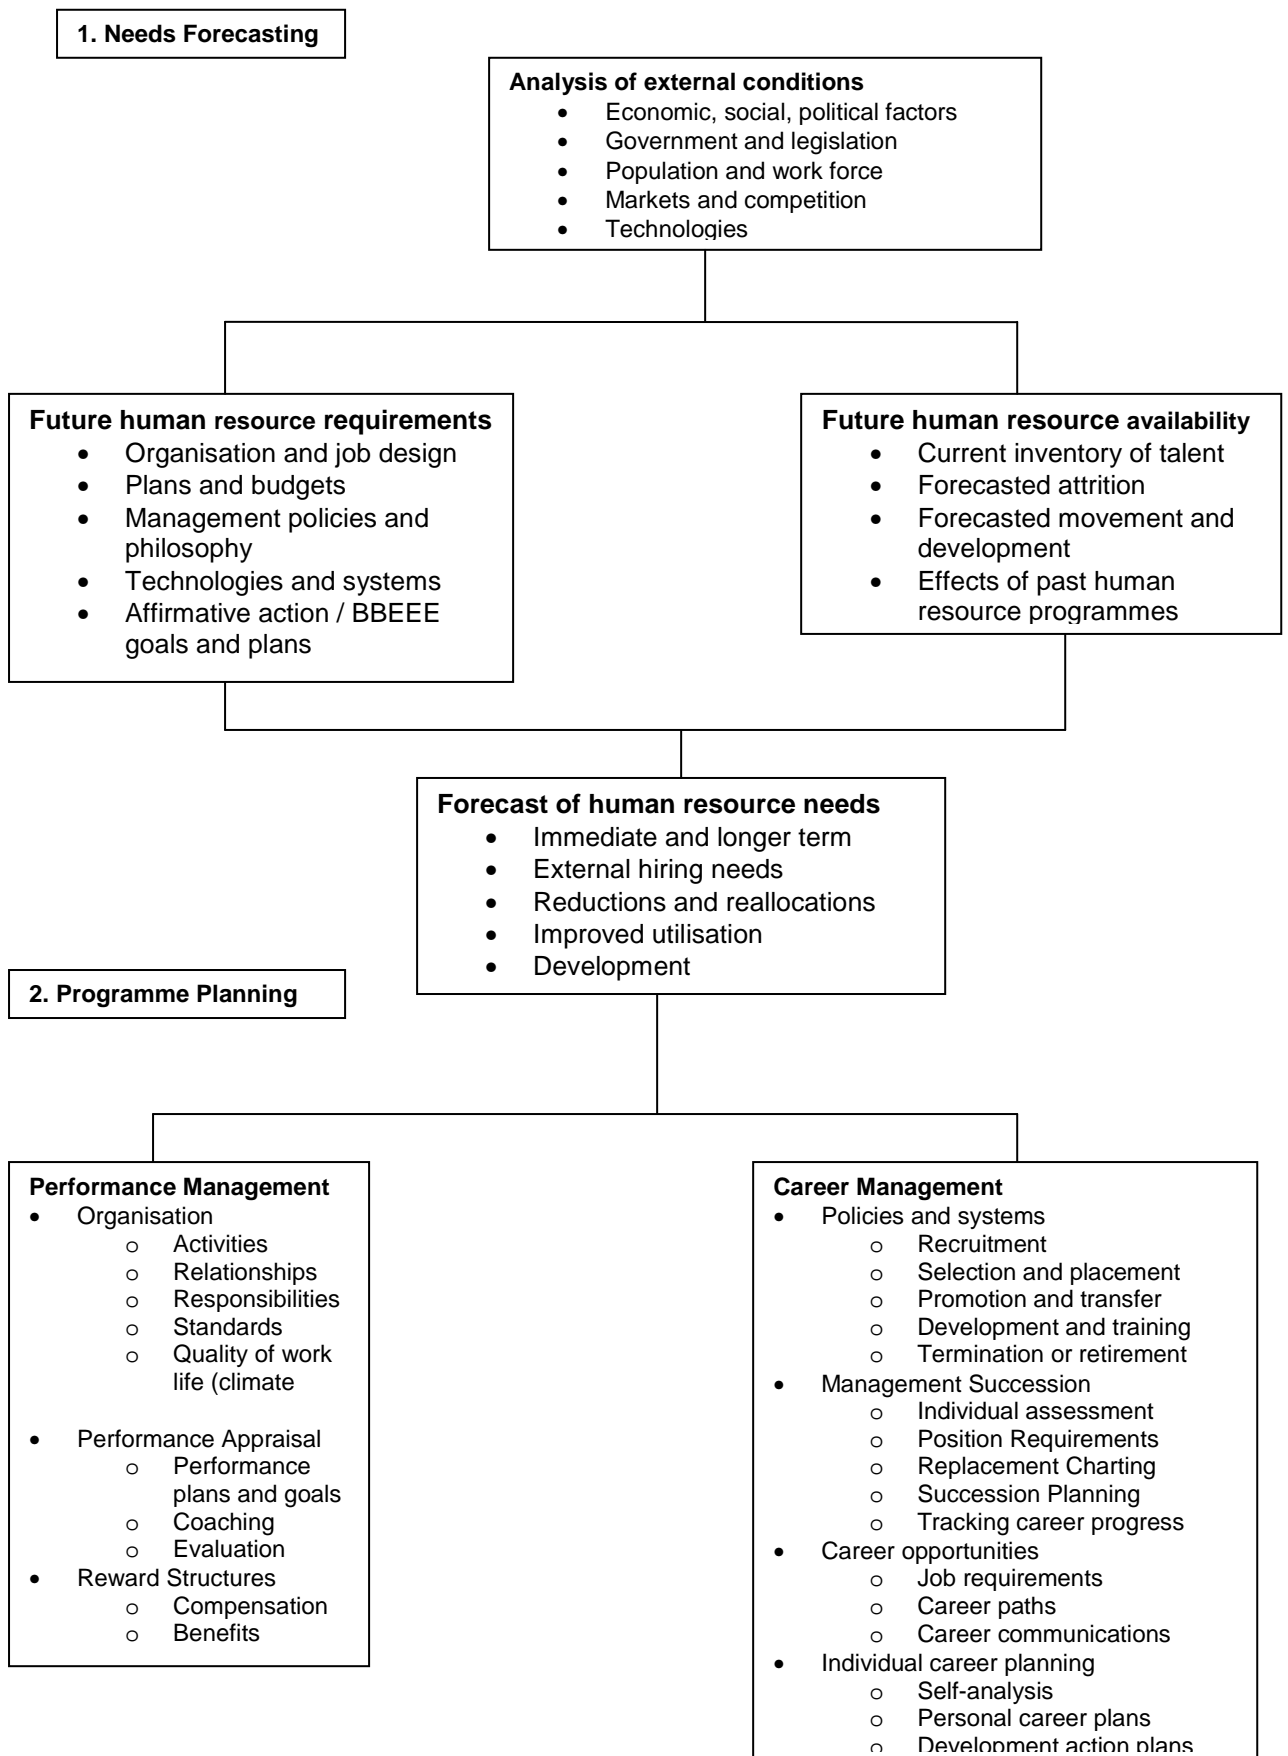 1. Needs Forecasting
Analysis of external conditions
• Economic, social, political factors
• Government and legislation
• Population and work force
• Markets and competition
• Technologies
Future human resource requirements
• Organisation and job design
• Plans and budgets
• Management policies and
philosophy
• Technologies and systems
• Affirmative action / BBEEE
goals and plans
Future human resource availability
• Current inventory of talent
• Forecasted attrition
• Forecasted movement and
development
• Effects of past human
resource programmes
Forecast of human resource needs
• Immediate and longer term
• External hiring needs
• Reductions and reallocations
• Improved utilisation
• Development
2. Programme Planning
Performance Management
• Organisation
o Activities
o Relationships
o Responsibilities
o Standards
o Quality of work
life (climate
• Performance Appraisal
o Performance
plans and goals
o Coaching
o Evaluation
• Reward Structures
o Compensation
o Benefits
Career Management
• Policies and systems
o Recruitment
o Selection and placement
o Promotion and transfer
o Development and training
o Termination or retirement
• Management Succession
o Individual assessment
o Position Requirements
o Replacement Charting
o Succession Planning
o Tracking career progress
• Career opportunities
o Job requirements
o Career paths
o Career communications
• Individual career planning
o Self-analysis
o Personal career plans
o Development action plans